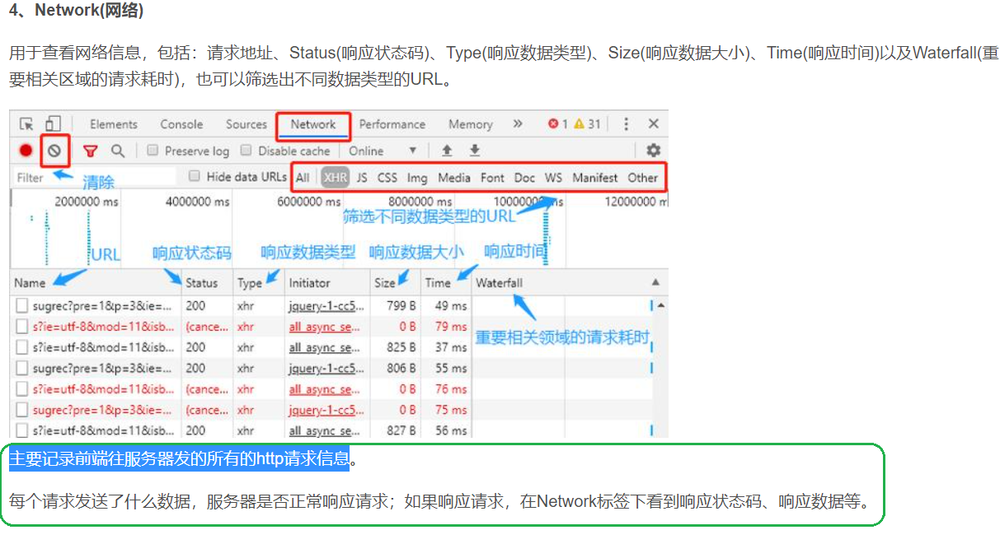 4、Network(网络)
用于查看网络信息，包括：请求地址、Status(响应状态码)、Type(响应数据类型)、Size(响应数据大小)、Time(响应时间)以及Waterfall(重
要相关区域的请求耗时)，也可以筛选出不同数据类型的URL。
Elements Console Sources Network Performance Memory » 1 31
Preserve log Disable cache Online
Filter 清除 Hide data URLs All XHR JS CSS Img Media Font Doc WS Manifest Other
2000000 ms 4000000 ms 6000000 ms 8000000 ms 10000000 ms 12000000 m
筛选不同数据类型的URL
URL 响应状态码 响应数据类型 响应数据大小 响应时间
Name Status Type Initiator Size Time Waterfall
sugrec?pre=1&p=3&ie=... 200 xhr jquery-1-cc5... 799 B 49 ms
s?ie=utf-8&mod=11&isb... (cance... xhr all_async_se... 0 B 79 ms
重要相关领域的请求耗时
s?ie=utf-8&mod=11&isb... 200 xhr all_async_se... 825 B 37 ms
sugrec?pre=1&p=3&ie=... 200 xhr jquery-1-cc5... 806 B 55 ms
s?ie=utf-8&mod=11&isb... (cance... xhr all_async_se... 0 B 76 ms
sugrec?pre=1&p=3&ie=... (cance... xhr jquery-1-cc5... 0 B 75 ms
s?ie=utf-8&mod=11&isb... 200 xhr all_async_se... 827 B 56 ms
主要记录前端往服务器发的所有的http请求信息。
每个请求发送了什么数据，服务器是否正常响应请求；如果响应请求，在Network标签下看到响应状态码、响应数据等。